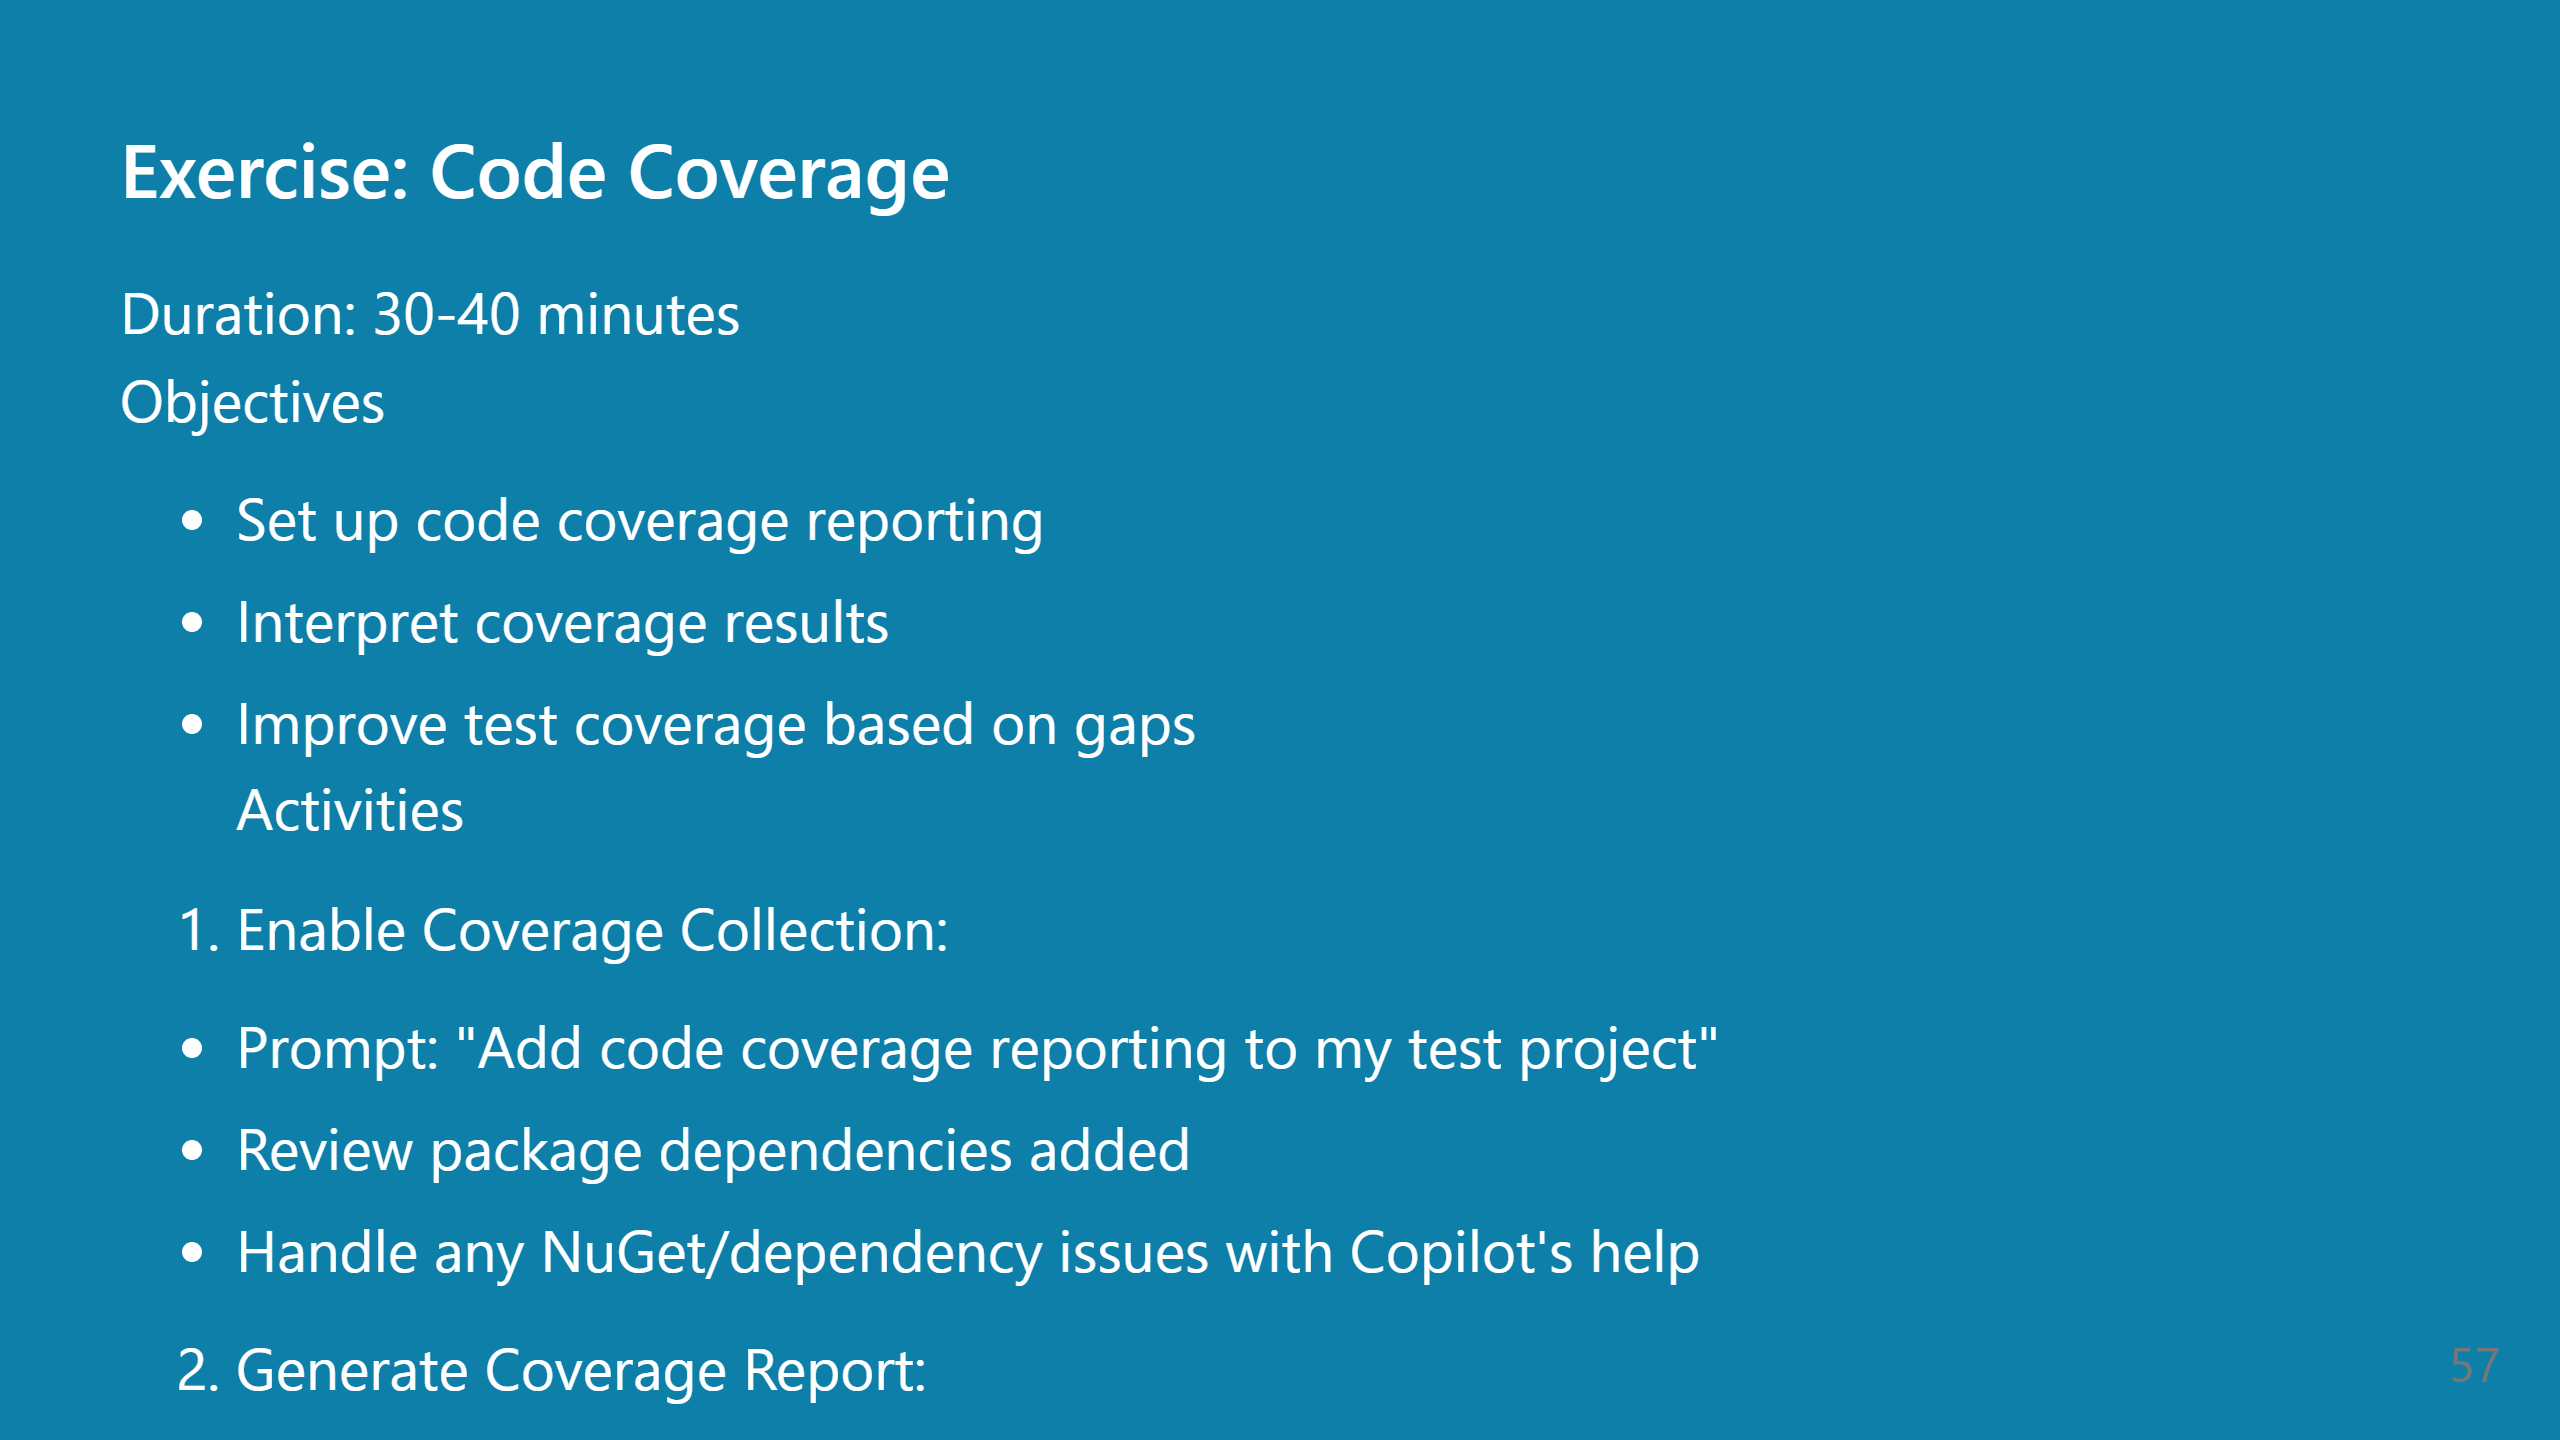 Exercise: Code Coverage
Duration: 30-40 minutes
Objectives
• Set up code coverage reporting
• Interpret coverage results
• Improve test coverage based on gaps
Activities
1. Enable Coverage Collection:
• Prompt: "Add code coverage reporting to my test project"
• Review package dependencies added
• Handle any NuGet/dependency issues with Copilot's help
2. Generate Coverage Report:
57